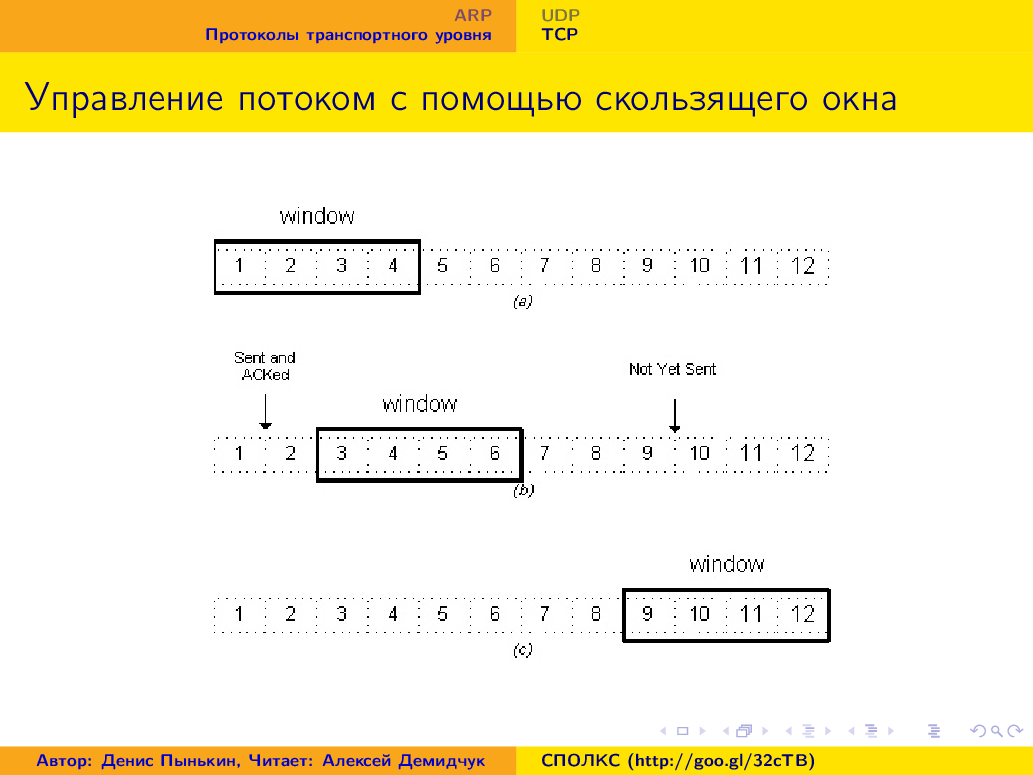 ARP UDP
Протоколы транспортного уровня TCP
Управление потоком с помощью скользящего окна
window
1 2 3 4 5 6 7 8 9 10 11 12
(a)
Sent and
ACKed
Not Yet Sent
window
1 2 3 4 5 6 7 8 9 10 11 12
(b)
window
1 2 3 4 5 6 7 8 9 10 11 12
(c)
Автор: Денис Пынькин, Читает: Алексей Демидчук СПОЛКС (http://goo.gl/32cTB)